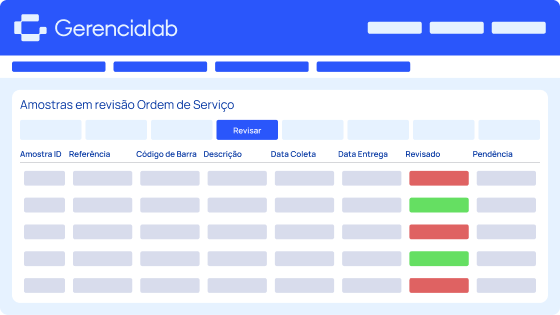 Gerencialab
Amostras em revisão Ordem de Serviço
Revisar
Amostra ID Referência Código de Barra Descrição Data Coleta Data Entrega Revisado Pendência